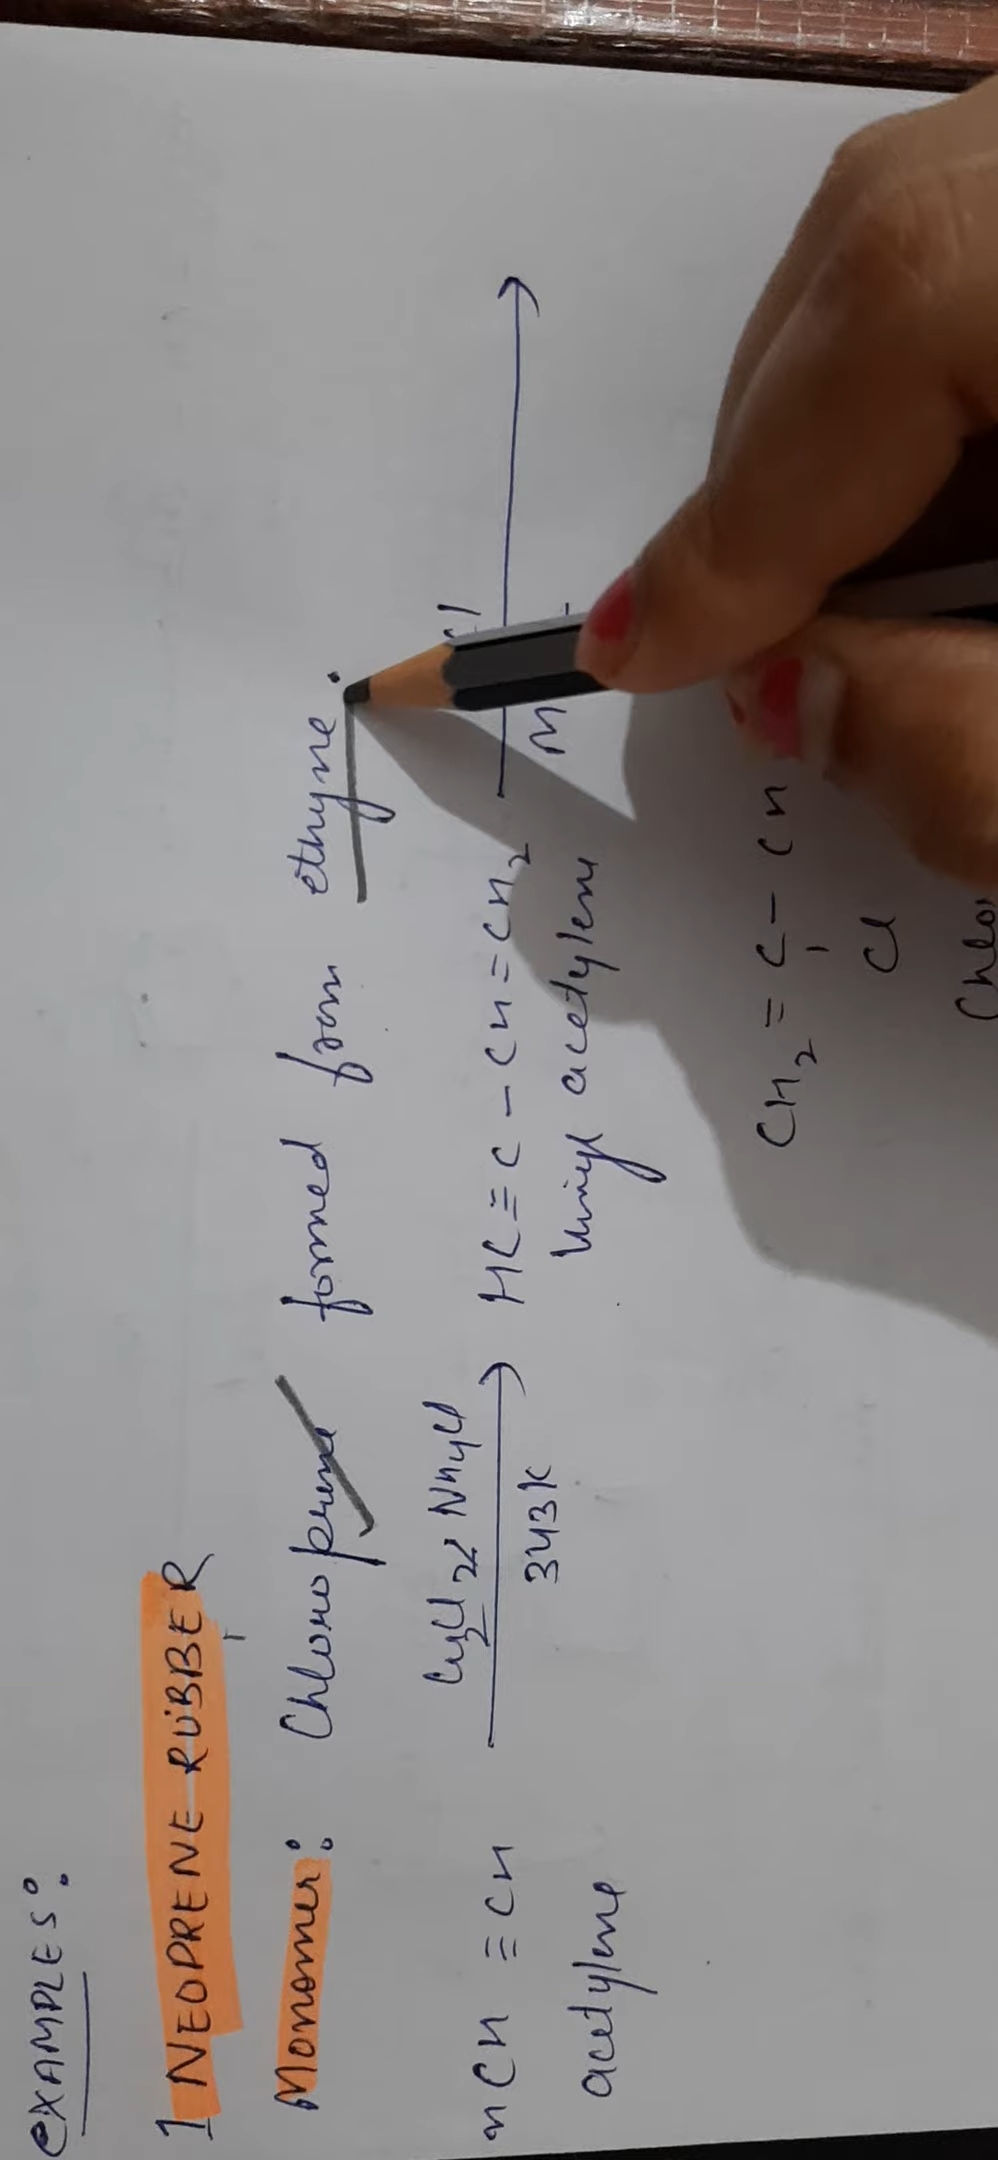 EXAMPLES:
1 NEOPRENE RUBBER
Monomer: Chloroprene formed from ethyne.
Cu2Cl2 NH4Cl
nCH ≡ CH → HC ≡ C - CH = CH2 →
343K
acetylene Vinyl acetylene
CH2 = C - CH
Cl